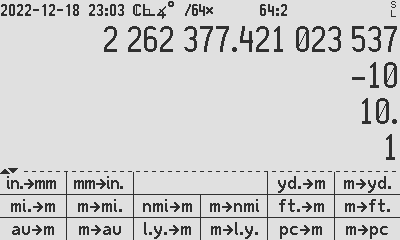 2022-12-18 23:03 ℂ⊾∡° /64× 64:2 S L
2 262 377.421 023 537
-10
10.
1
in.→mm mm→in. yd.→m m→yd.
mi.→m m→mi. nmi→m m→nmi ft.→m m→ft.
au→m m→au l.y.→m m→l.y. pc→m m→pc